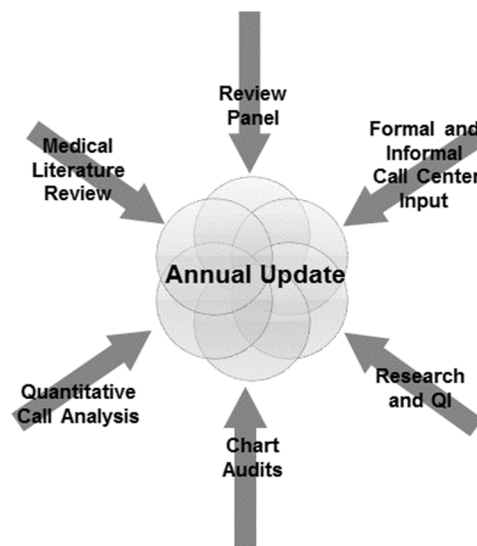 Review
Panel
Formal and
Informal
Call Center
Input
Medical
Literature
Review
Annual Update
Research
and QI
Quantitative
Call Analysis
Chart
Audits